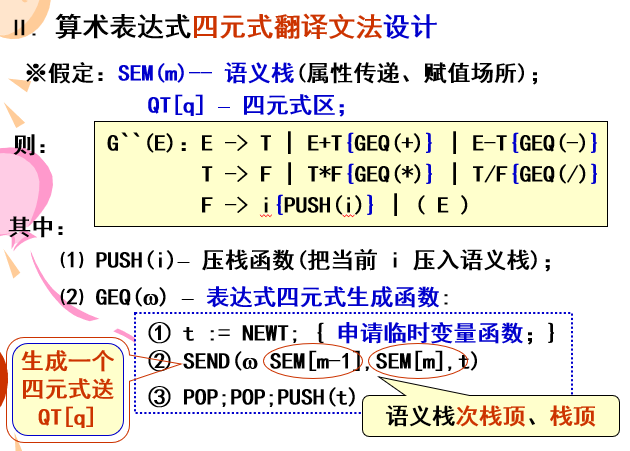 Ⅱ. 算术表达式四元式翻译文法设计
※假定：SEM(m)-- 语义栈(属性传递、赋值场所)；
QT[q] – 四元式区；
则：
G``(E)：E -> T | E+T{GEQ(+)} | E-T{GEQ(-)}
T -> F | T*F{GEQ(*)} | T/F{GEQ(/)}
F -> i{PUSH(i)} | ( E )
其中：
⑴ PUSH(i)– 压栈函数(把当前 i 压入语义栈)；
⑵ GEQ(ω) – 表达式四元式生成函数：
① t := NEWT; { 申请临时变量函数；}
② SEND(ω SEM[m-1],SEM[m],t)
③ POP;POP;PUSH(t)
生成一个
四元式送
QT[q]
语义栈次栈顶、栈顶